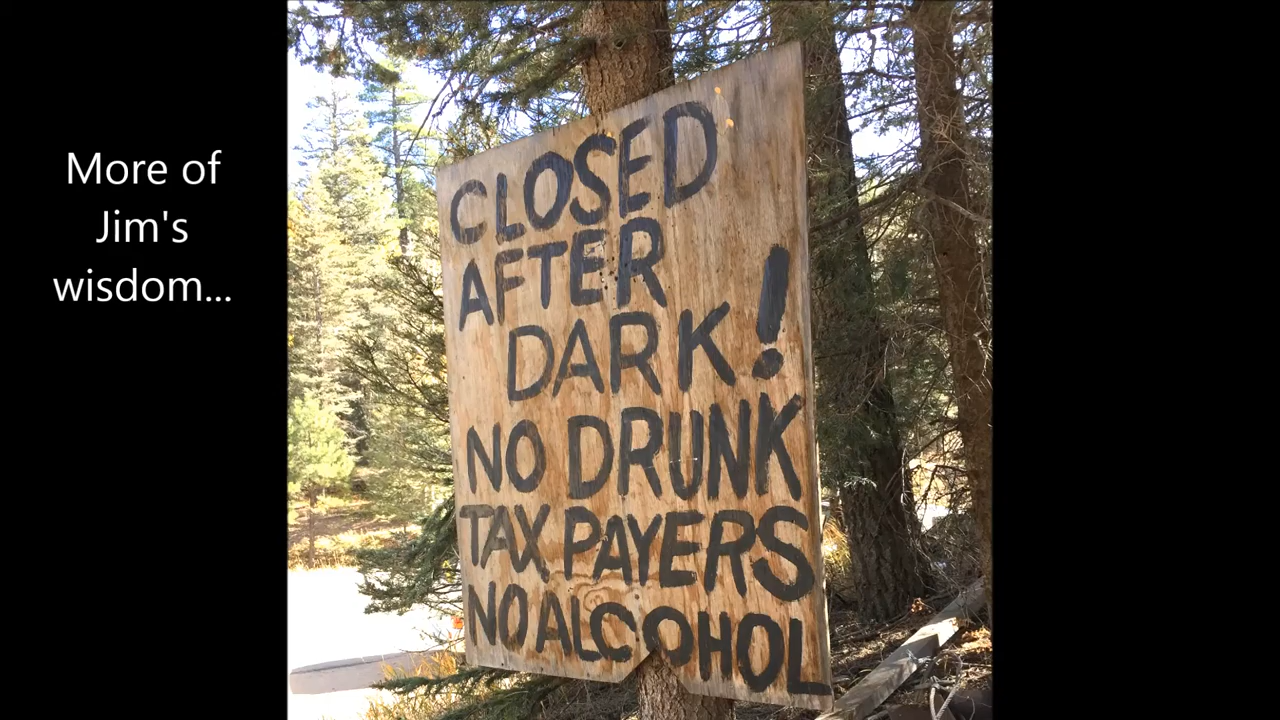 More of
Jim's
wisdom...
CLOSED
AFTER
DARK!
NO DRUNK
TAX PAYERS
NO ALCOHOL